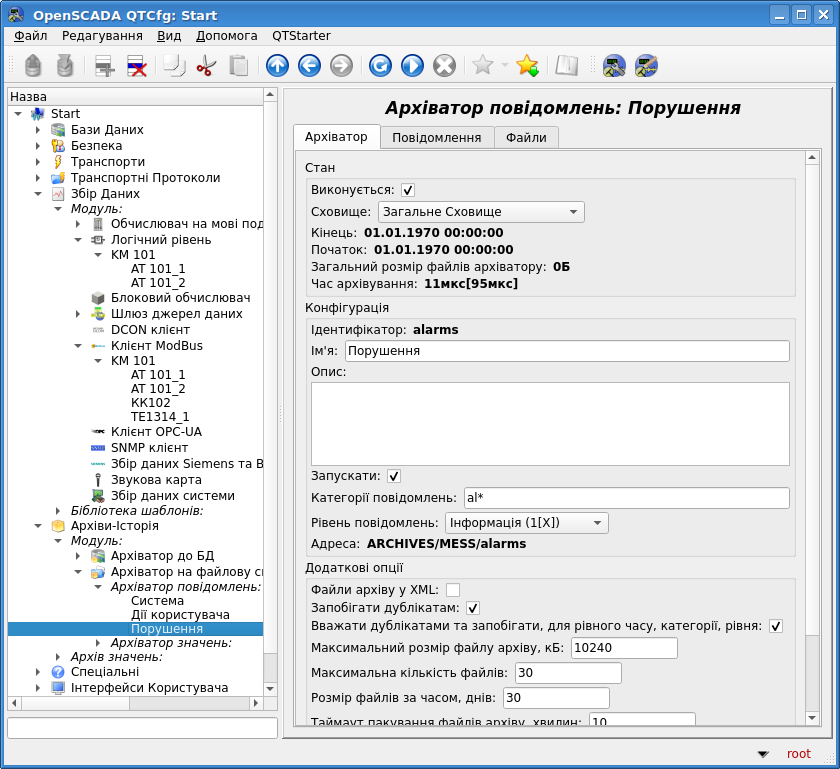 OpenSCADA QTCfg: Start
Файл Редагування Вид Допомога QTStarter
Назва
Start
Бази Даних
Безпека
Транспорти
Транспортні Протоколи
Збір Даних
Модуль:
Обчислювач на мові под
Логічний рівень
КМ 101
AT 101_1
AT 101_2
Блоковий обчислювач
Шлюз джерел даних
DCON клієнт
Клієнт ModBus
КМ 101
AT 101_1
AT 101_2
КК102
ТЕ1314_1
Клієнт OPC-UA
SNMP клієнт
Збір даних Siemens та B
Звукова карта
Збір даних системи
Бібліотека шаблонів:
Архіви-Історія
Модуль:
Архіватор до БД
Архіватор на файлову си
Архіватор повідомлень:
Система
Дії користувача
Порушення
Архіватор значень:
Архів значень:
Спеціальні
Інтерфейси Користувача
Архіватор повідомлень: Порушення
Архіватор Повідомлення Файли
Стан
Виконується:
Сховище: Загальне Сховище
Кінець: 01.01.1970 00:00:00
Початок: 01.01.1970 00:00:00
Загальний розмір файлів архіватору: 0Б
Час архівування: 11мкс[95мкс]
Конфігурація
Ідентифікатор: alarms
Ім'я: Порушення
Опис:
Запускати:
Категорії повідомлень: al*
Рівень повідомлень: Інформація (1[X])
Адреса: ARCHIVES/MESS/alarms
Додаткові опції
Файли архіву у XML:
Запобігати дублікатам:
Вважати дублікатами та запобігати, для рівного часу, категорії, рівня:
Максимальний розмір файлу архіву, кБ: 10240
Максимальна кількість файлів: 30
Розмір файлів за часом, днів: 30
Таймаут пакування файлів архіву, хвилин: 10
root